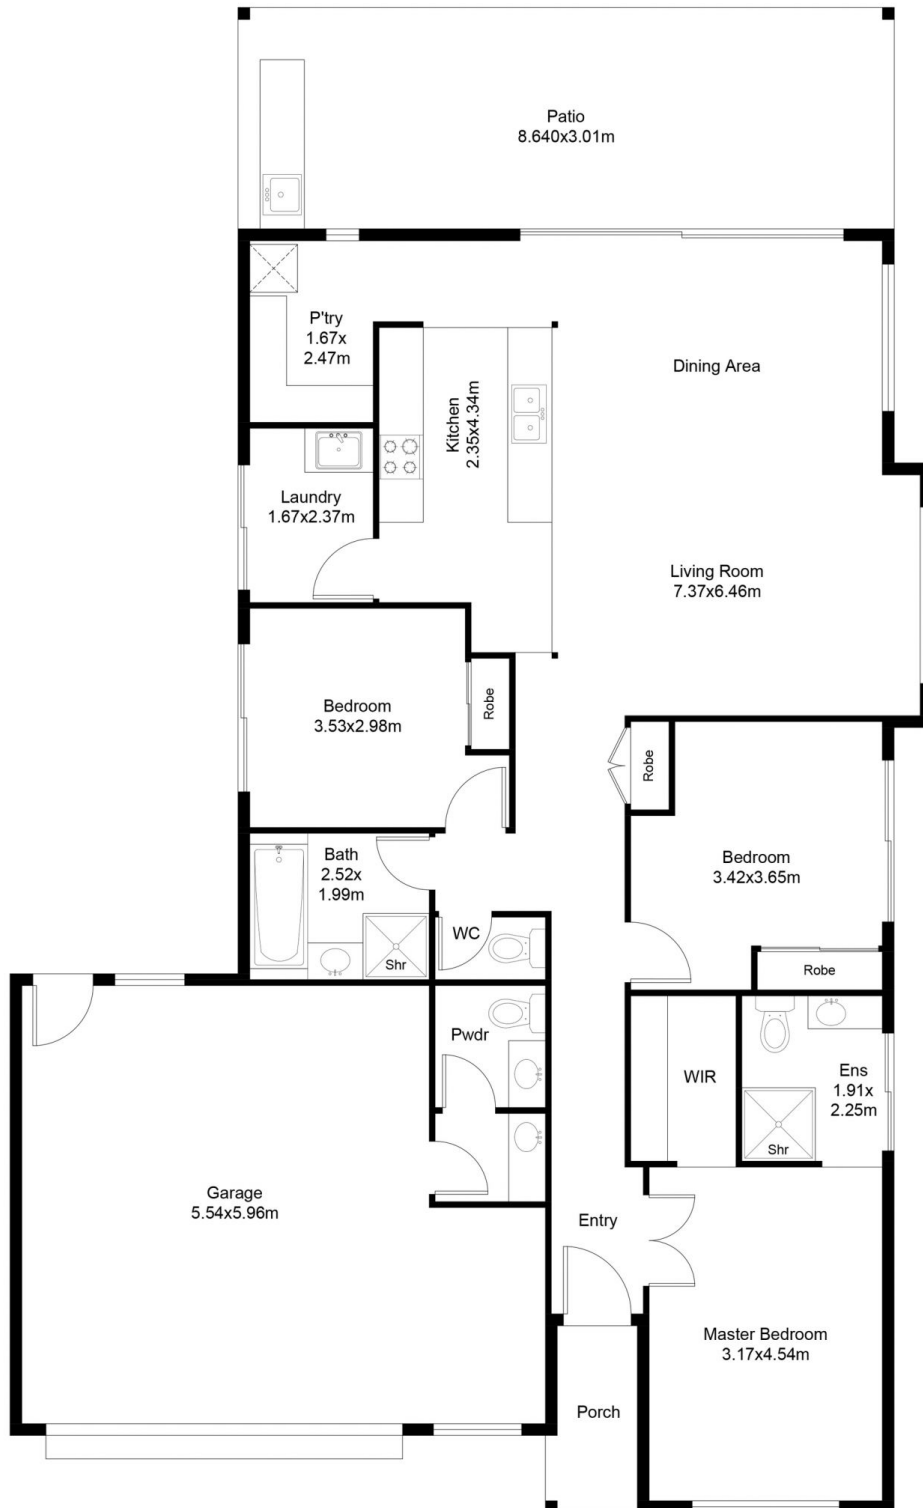 Patio
8.640x3.01m
P'try
1.67x
2.47m
Kitchen
2.35x4.34m
Dining Area
Laundry
1.67x2.37m
Living Room
7.37x6.46m
Bedroom
3.53x2.98m
Robe
Robe
Bath
2.52x
1.99m
Bedroom
3.42x3.65m
WC
Shr
Robe
Pwdr
WIR
Ens
1.91x
2.25m
Shr
Garage
5.54x5.96m
Entry
Master Bedroom
3.17x4.54m
Porch